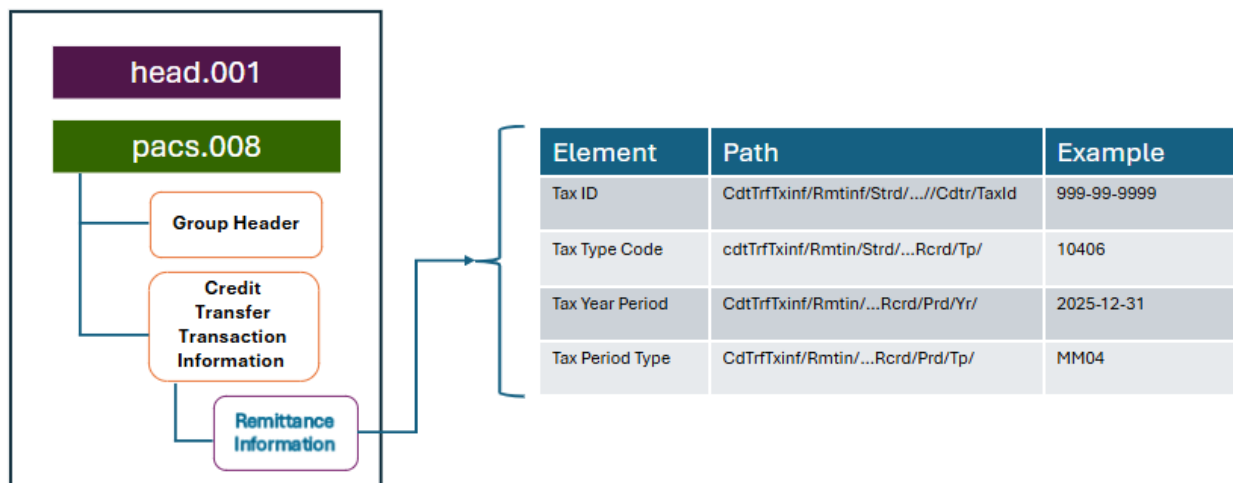 head.001
pacs.008
Group Header
Credit
Transfer
Transaction
Information
Remittance
Information
Element Path Example
Tax ID CdtTrfTxinf/Rmtinf/Strd/...//Cdtr/TaxId 999-99-9999
Tax Type Code cdtTrfTxinf/Rmtin/Strd/...Rcrd/Tp/ 10406
Tax Year Period CdtTrfTxinf/Rmtin/...Rcrd/Prd/Yr/ 2025-12-31
Tax Period Type CdTrfTxinf/Rmtin/...Rcrd/Prd/Tp/ MM04